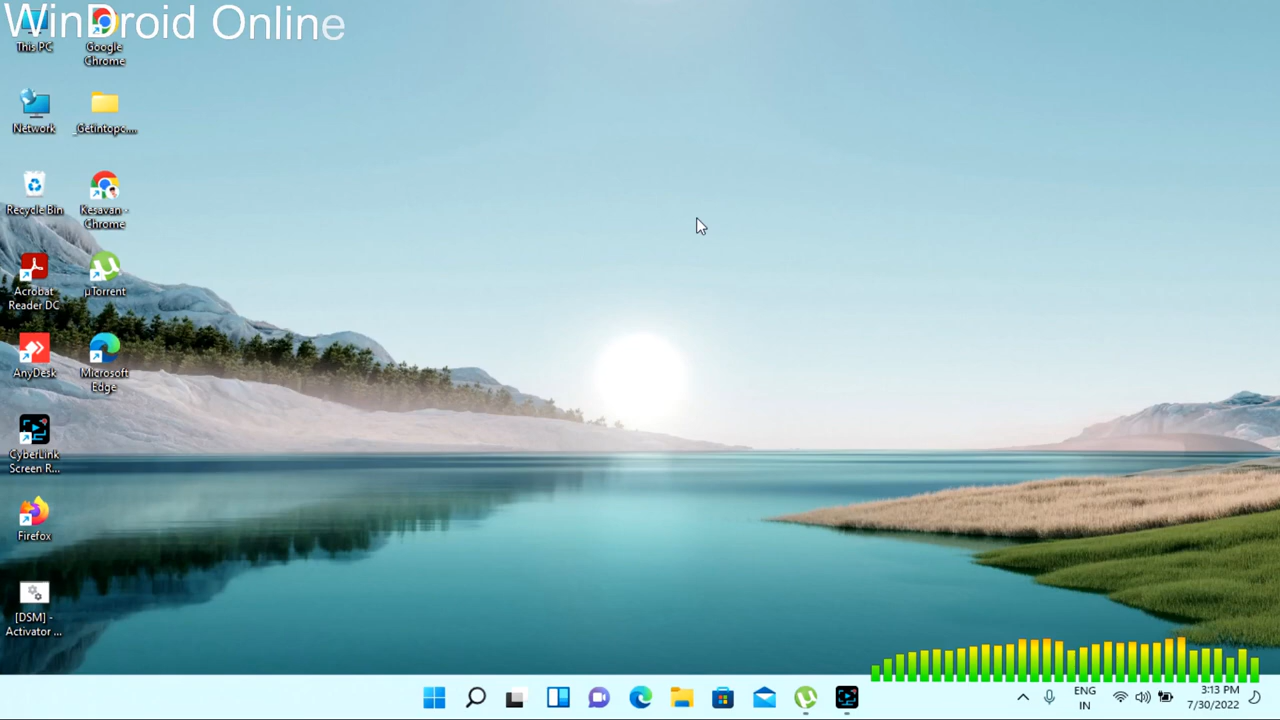 WinDroid Online
This PC
Google
Chrome
Network
_Getintopc....
Recycle Bin
Kesavan -
Chrome
Acrobat
Reader DC
µTorrent
AnyDesk
Microsoft
Edge
CyberLink
Screen R...
Firefox
[DSM] -
Activator ...
ENG
IN
3:13 PM
7/30/2022